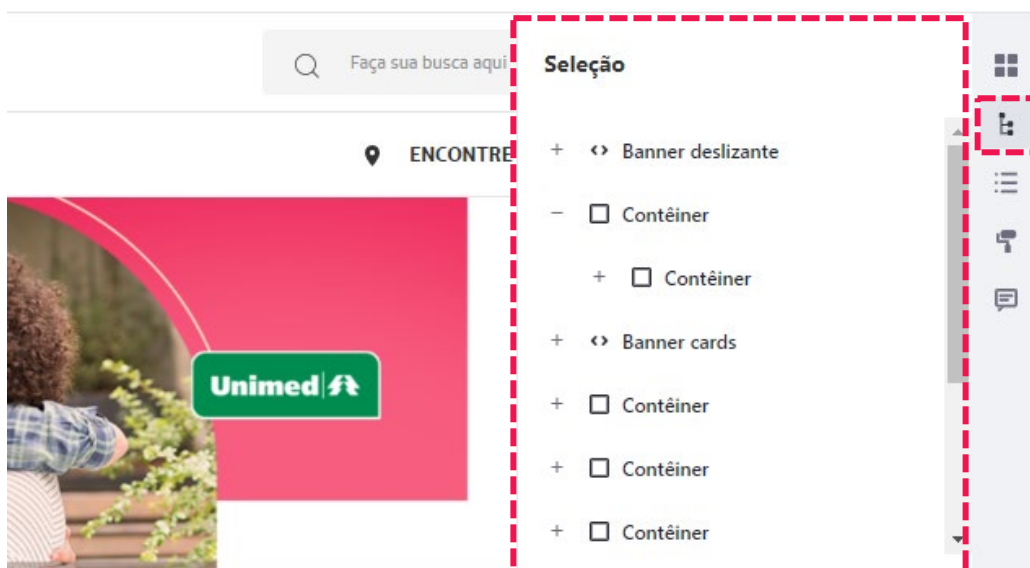 Faça sua busca aqui
Seleção
ENCONTRE
Banner deslizante
Contêiner
Contêiner
Banner cards
Unimed
Contêiner
Contêiner
Contêiner